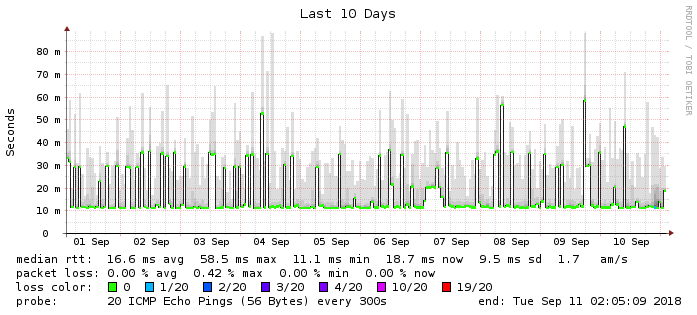 Last 10 Days
RRDTOOL / TOBI OETIKER
Seconds
80 m
70 m
60 m
50 m
40 m
30 m
20 m
10 m
0
01 Sep 02 Sep 03 Sep 04 Sep 05 Sep 06 Sep 07 Sep 08 Sep 09 Sep 10 Sep
median rtt: 16.6 ms avg 58.5 ms max 11.1 ms min 18.7 ms now 9.5 ms sd 1.7 am/s
packet loss: 0.00 % avg 0.42 % max 0.00 % min 0.00 % now
loss color: 0 1/20 2/20 3/20 4/20 10/20 19/20
probe: 20 ICMP Echo Pings (56 Bytes) every 300s end: Tue Sep 11 02:05:09 2018